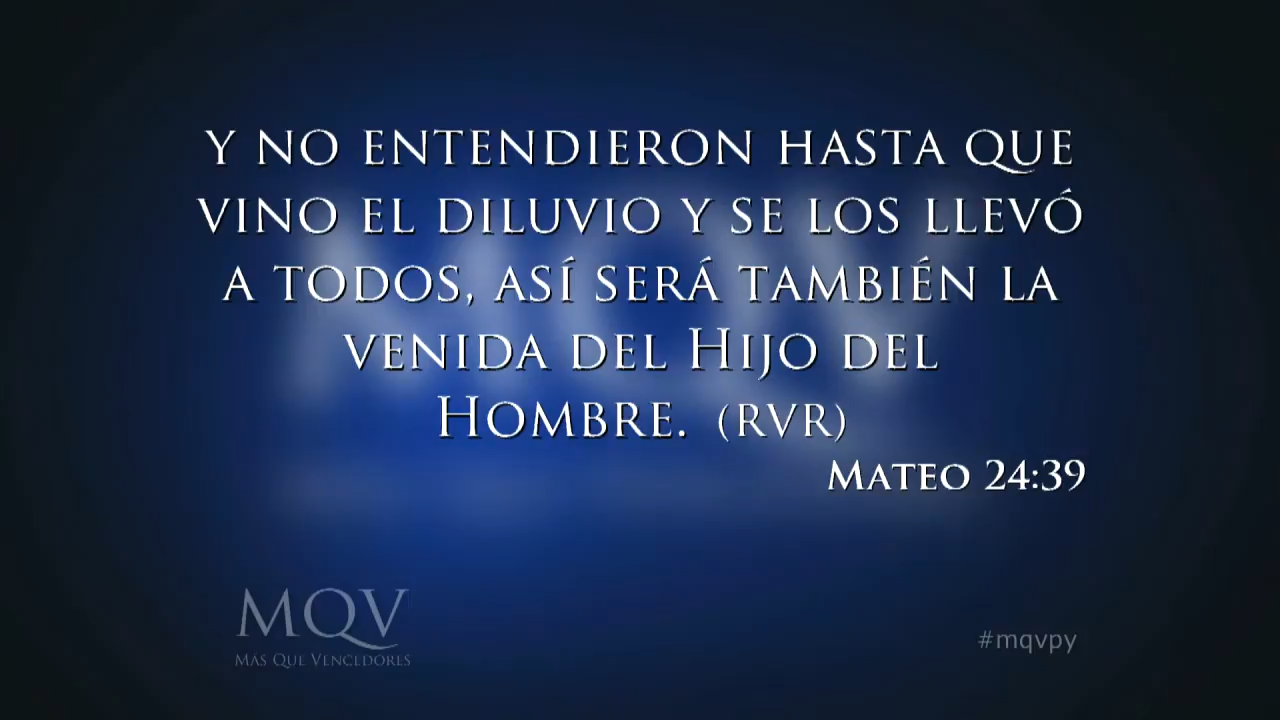 Y NO ENTENDIERON HASTA QUE
VINO EL DILUVIO Y SE LOS LLEVÓ
A TODOS, ASÍ SERÁ TAMBIÉN LA
VENIDA DEL HIJO DEL
HOMBRE. (RVR)
MATEO 24:39
MQV
MÁS QUE VENCEDORES
#mqvpy